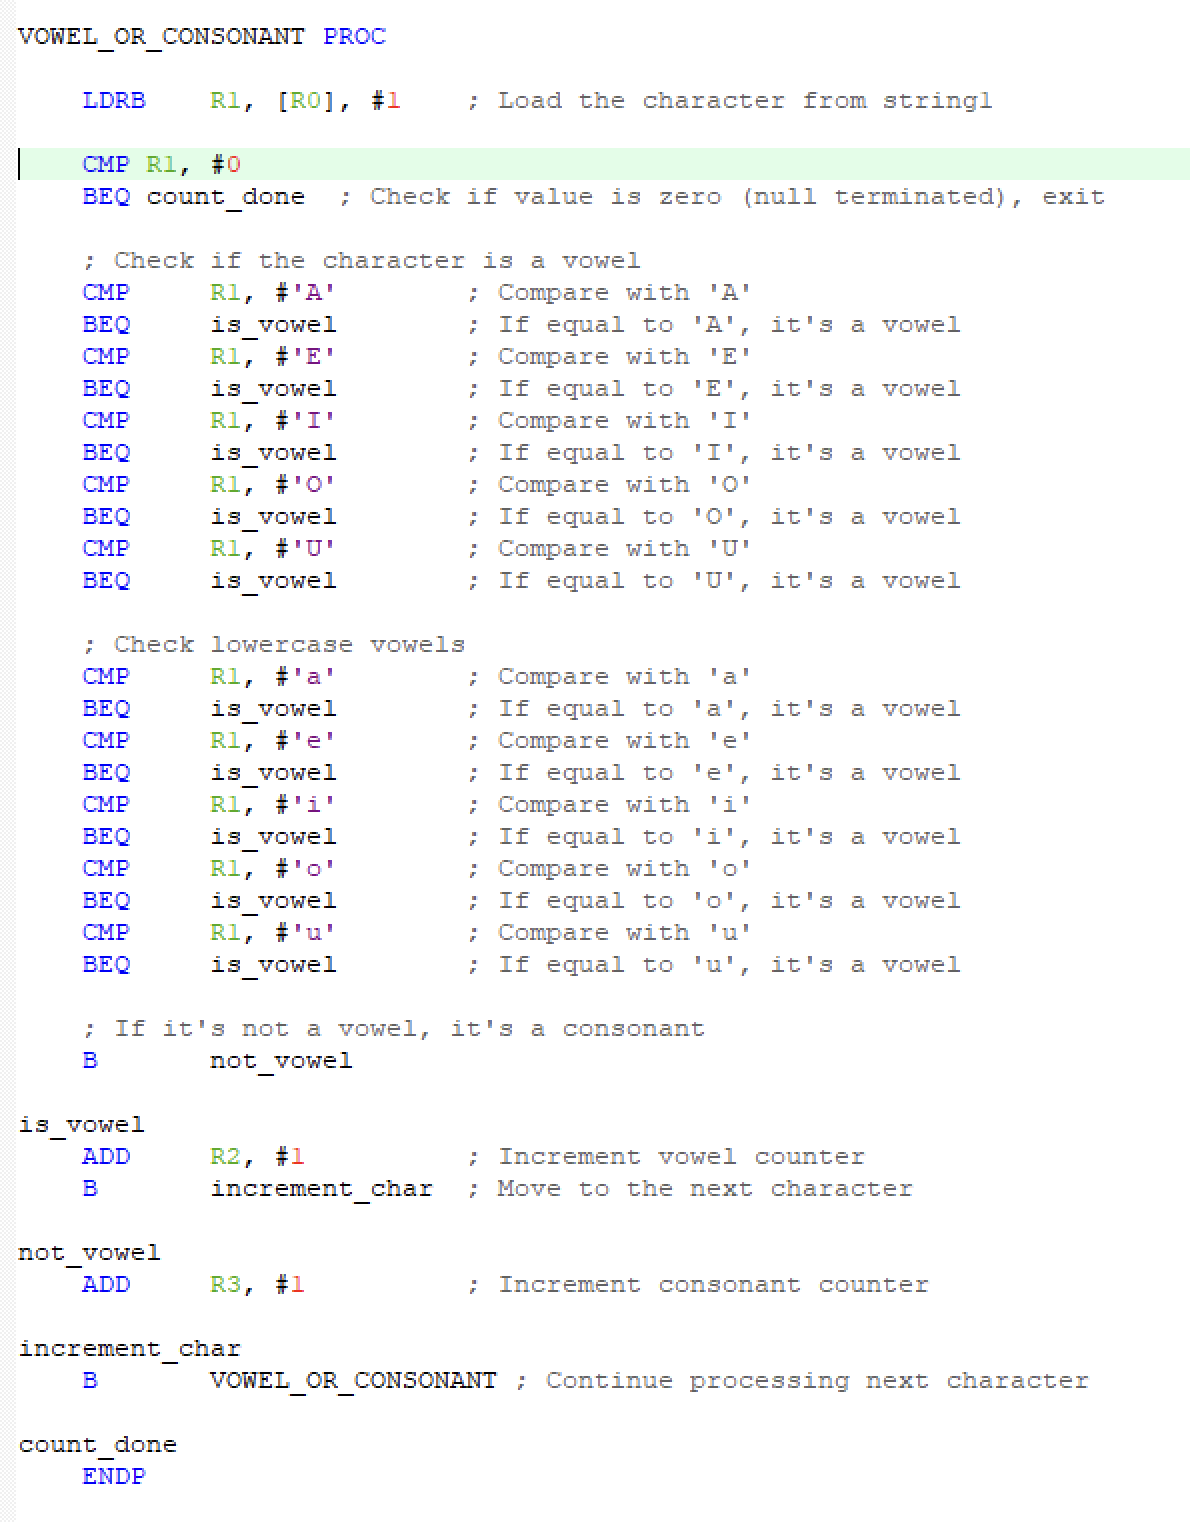 VOWEL_OR_CONSONANT PROC
LDRB R1, [R0], #1 ; Load the character from string1
CMP R1, #0
BEQ count_done ; Check if value is zero (null terminated), exit
; Check if the character is a vowel
CMP R1, #'A' ; Compare with 'A'
BEQ is_vowel ; If equal to 'A', it's a vowel
CMP R1, #'E' ; Compare with 'E'
BEQ is_vowel ; If equal to 'E', it's a vowel
CMP R1, #'I' ; Compare with 'I'
BEQ is_vowel ; If equal to 'I', it's a vowel
CMP R1, #'O' ; Compare with 'O'
BEQ is_vowel ; If equal to 'O', it's a vowel
CMP R1, #'U' ; Compare with 'U'
BEQ is_vowel ; If equal to 'U', it's a vowel
; Check lowercase vowels
CMP R1, #'a' ; Compare with 'a'
BEQ is_vowel ; If equal to 'a', it's a vowel
CMP R1, #'e' ; Compare with 'e'
BEQ is_vowel ; If equal to 'e', it's a vowel
CMP R1, #'i' ; Compare with 'i'
BEQ is_vowel ; If equal to 'i', it's a vowel
CMP R1, #'o' ; Compare with 'o'
BEQ is_vowel ; If equal to 'o', it's a vowel
CMP R1, #'u' ; Compare with 'u'
BEQ is_vowel ; If equal to 'u', it's a vowel
; If it's not a vowel, it's a consonant
B not_vowel
is_vowel
ADD R2, #1 ; Increment vowel counter
B increment_char ; Move to the next character
not_vowel
ADD R3, #1 ; Increment consonant counter
increment_char
B VOWEL_OR_CONSONANT ; Continue processing next character
count_done
ENDP